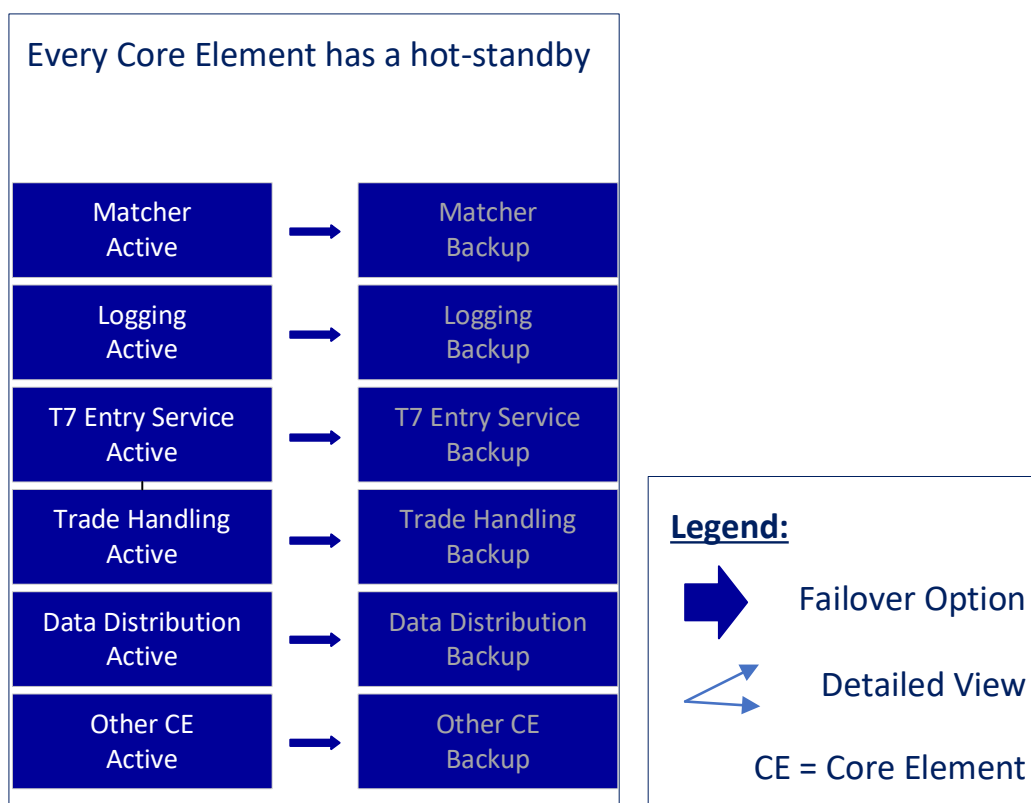 Every Core Element has a hot-standby
Matcher
Active
Matcher
Backup
Logging
Active
Logging
Backup
T7 Entry Service
Active
T7 Entry Service
Backup
Trade Handling
Active
Trade Handling
Backup
Data Distribution
Active
Data Distribution
Backup
Other CE
Active
Other CE
Backup
Legend:
Failover Option
Detailed View
CE = Core Element